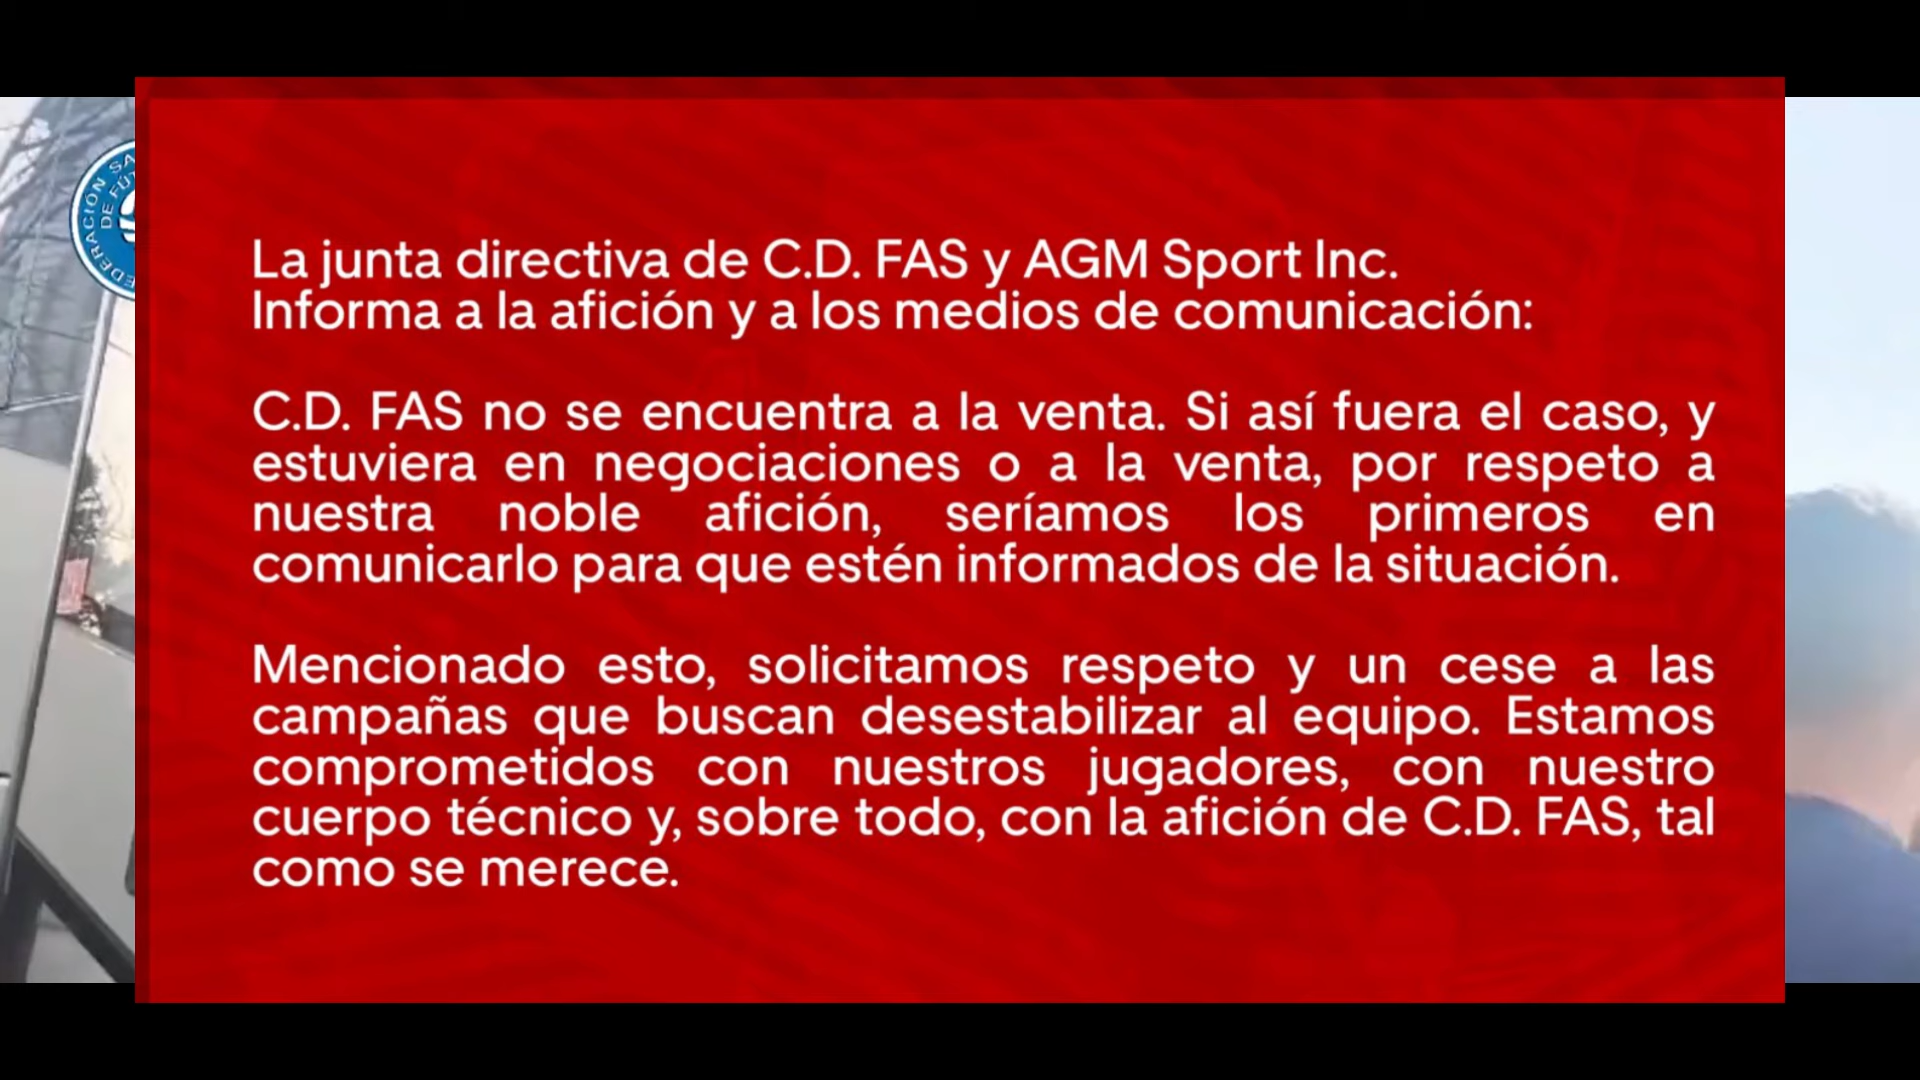 La junta directiva de C.D. FAS y AGM Sport Inc.
Informa a la afición y a los medios de comunicación:
C.D. FAS no se encuentra a la venta. Si así fuera el caso, y
estuviera en negociaciones o a la venta, por respeto a
nuestra noble afición, seríamos los primeros en
comunicarlo para que estén informados de la situación.
Mencionado esto, solicitamos respeto y un cese a las
campañas que buscan desestabilizar al equipo. Estamos
comprometidos con nuestros jugadores, con nuestro
cuerpo técnico y, sobre todo, con la afición de C.D. FAS, tal
como se merece.